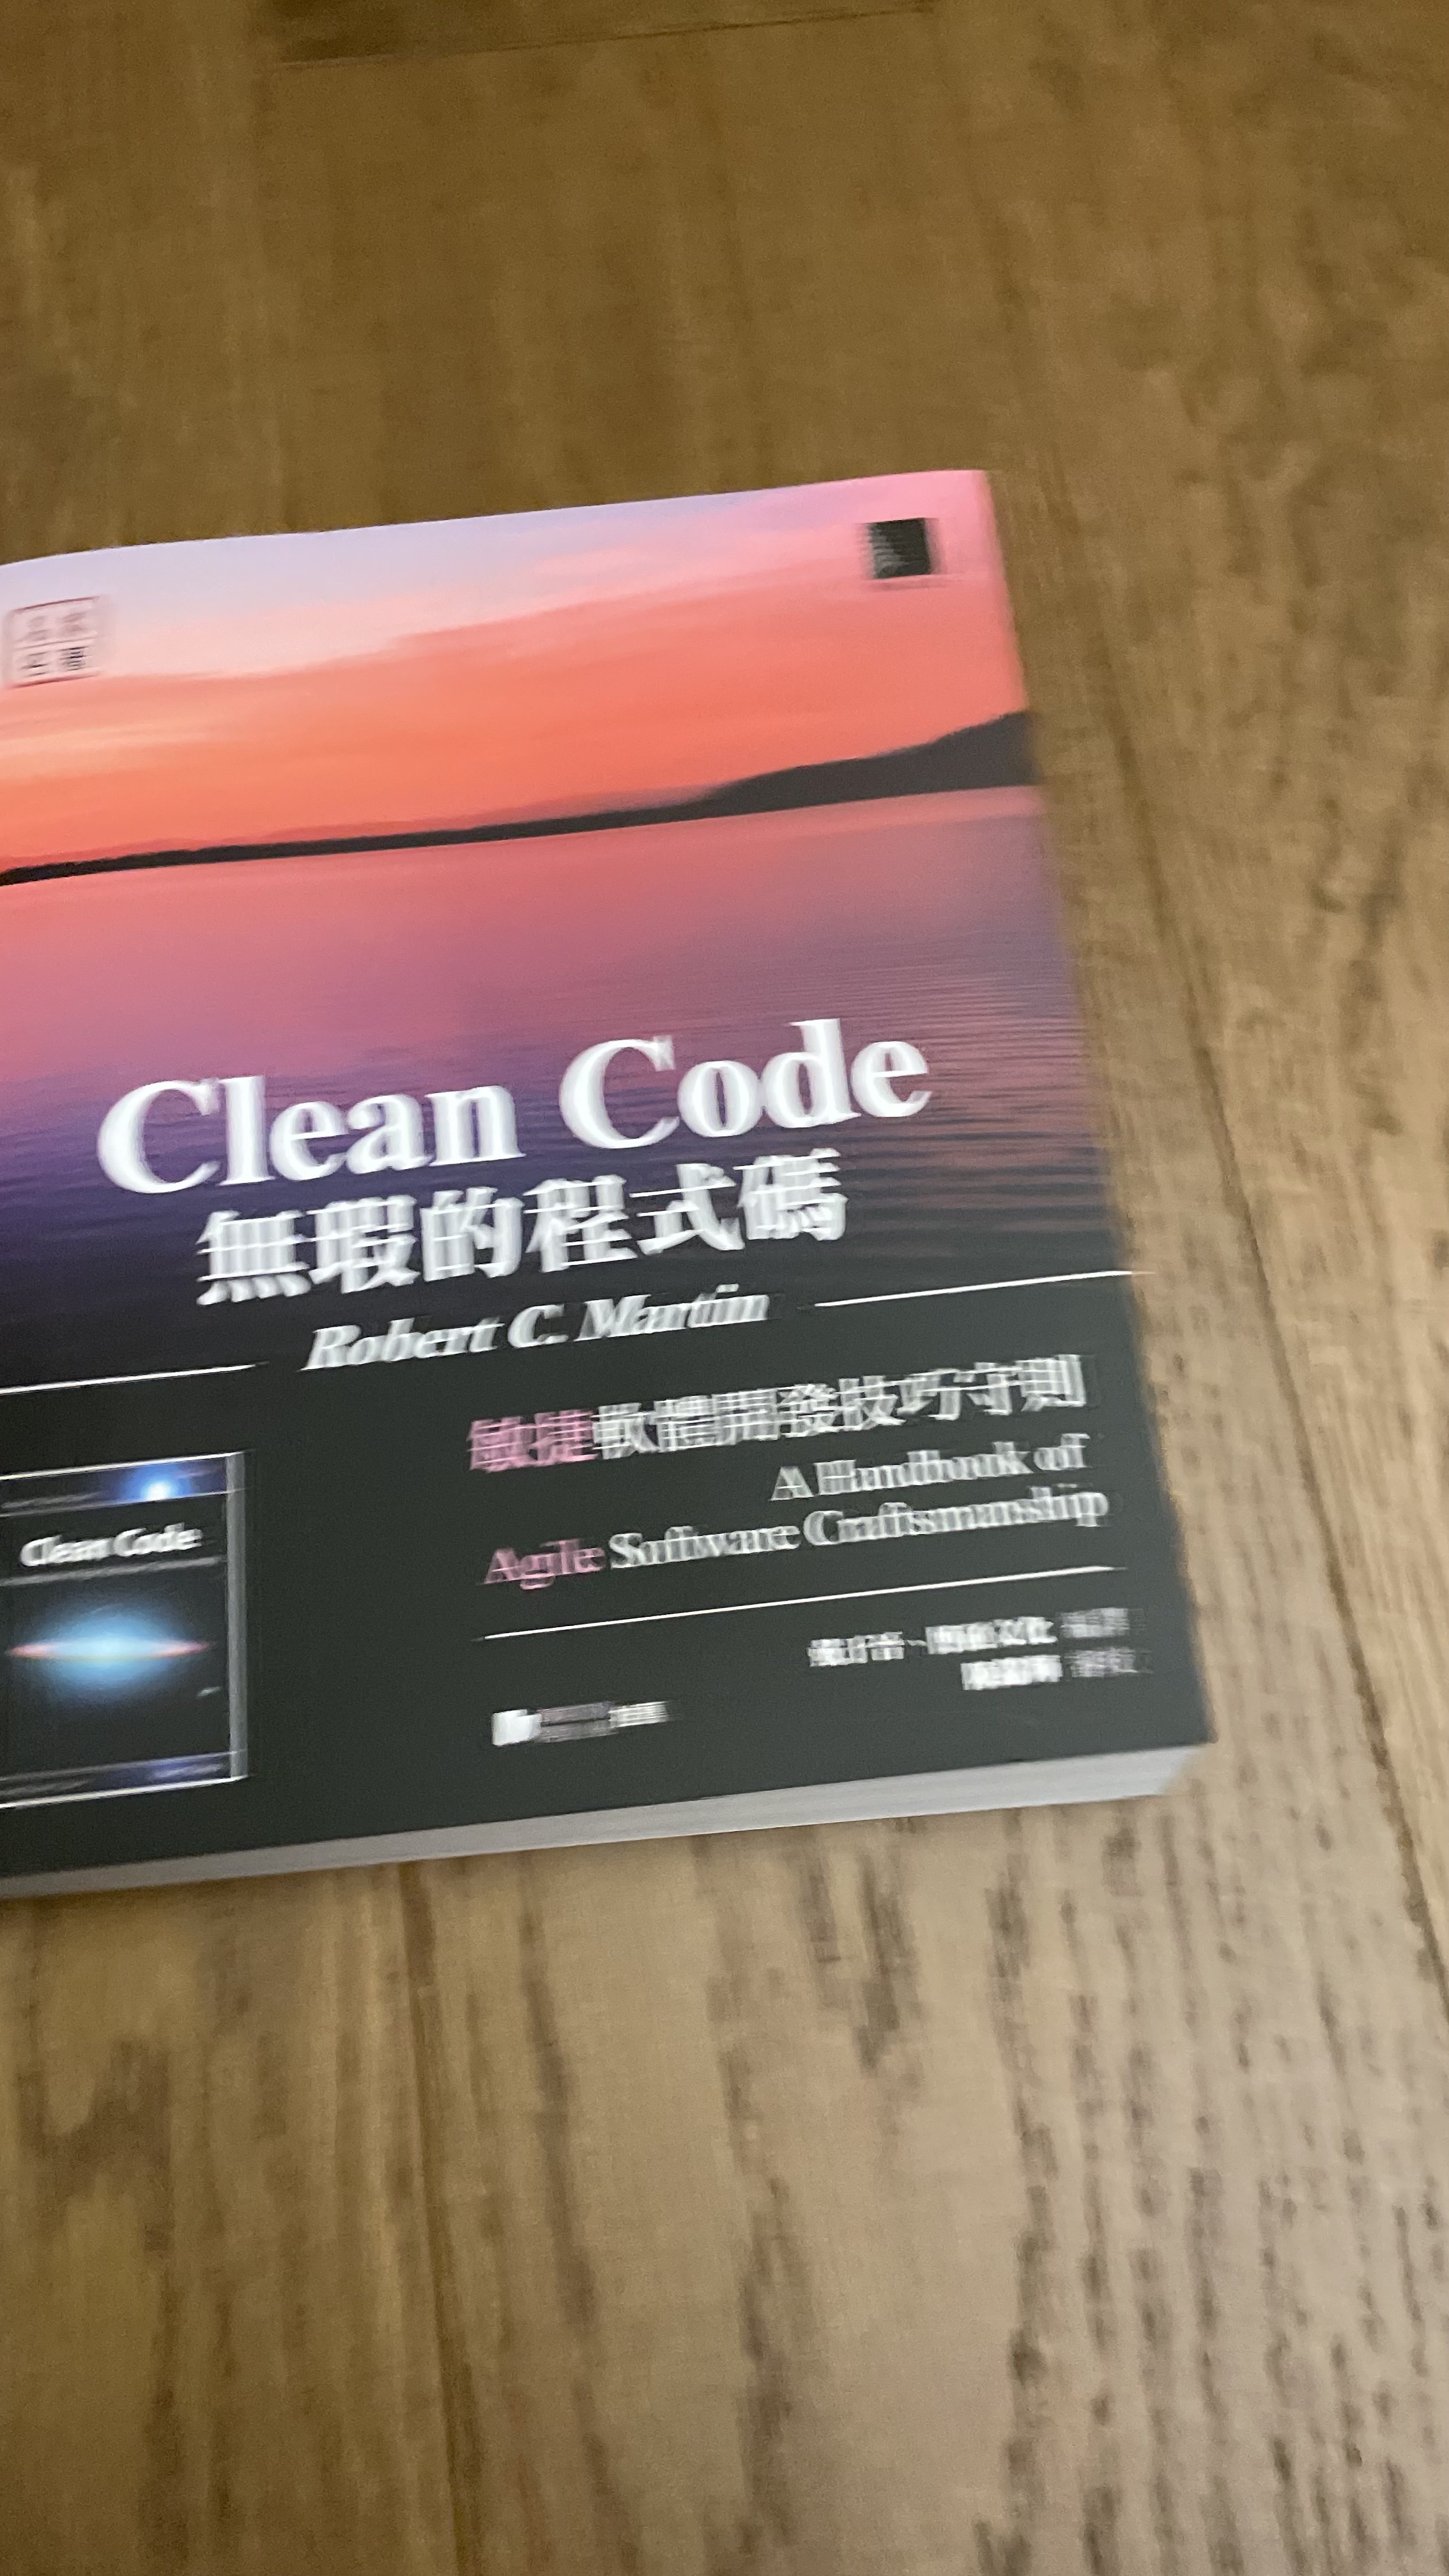 Clean Code
無瑕的程式碼
Robert C. Martin
敏捷軟體開發技巧守則
A Handbook of
Agile Software Craftsmanship
Clean Code